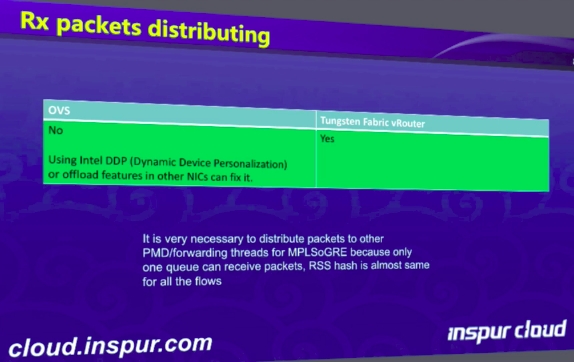 Rx packets distributing
OVS
Tungsten Fabric vRouter
No
Yes
Using Intel DDP (Dynamic Device Personalization)
or offload features in other NICs can fix it.
It is very necessary to distribute packets to other
PMD/forwarding threads for MPLSoGRE because only
one queue can receive packets, RSS hash is almost same
for all the flows
cloud.inspur.com
inspur cloud